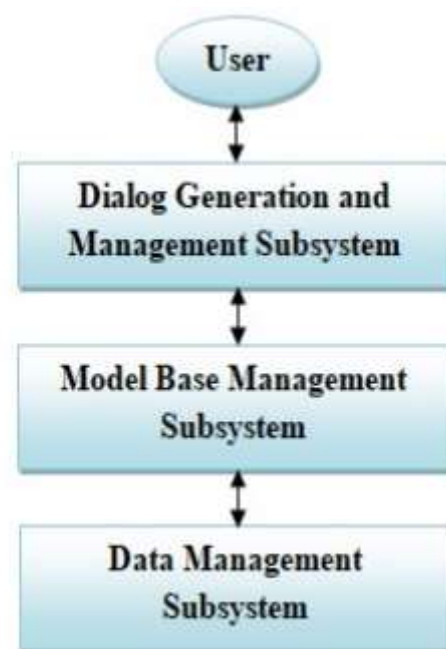 User
Dialog Generation and
Management Subsystem
Model Base Management
Subsystem
Data Management
Subsystem